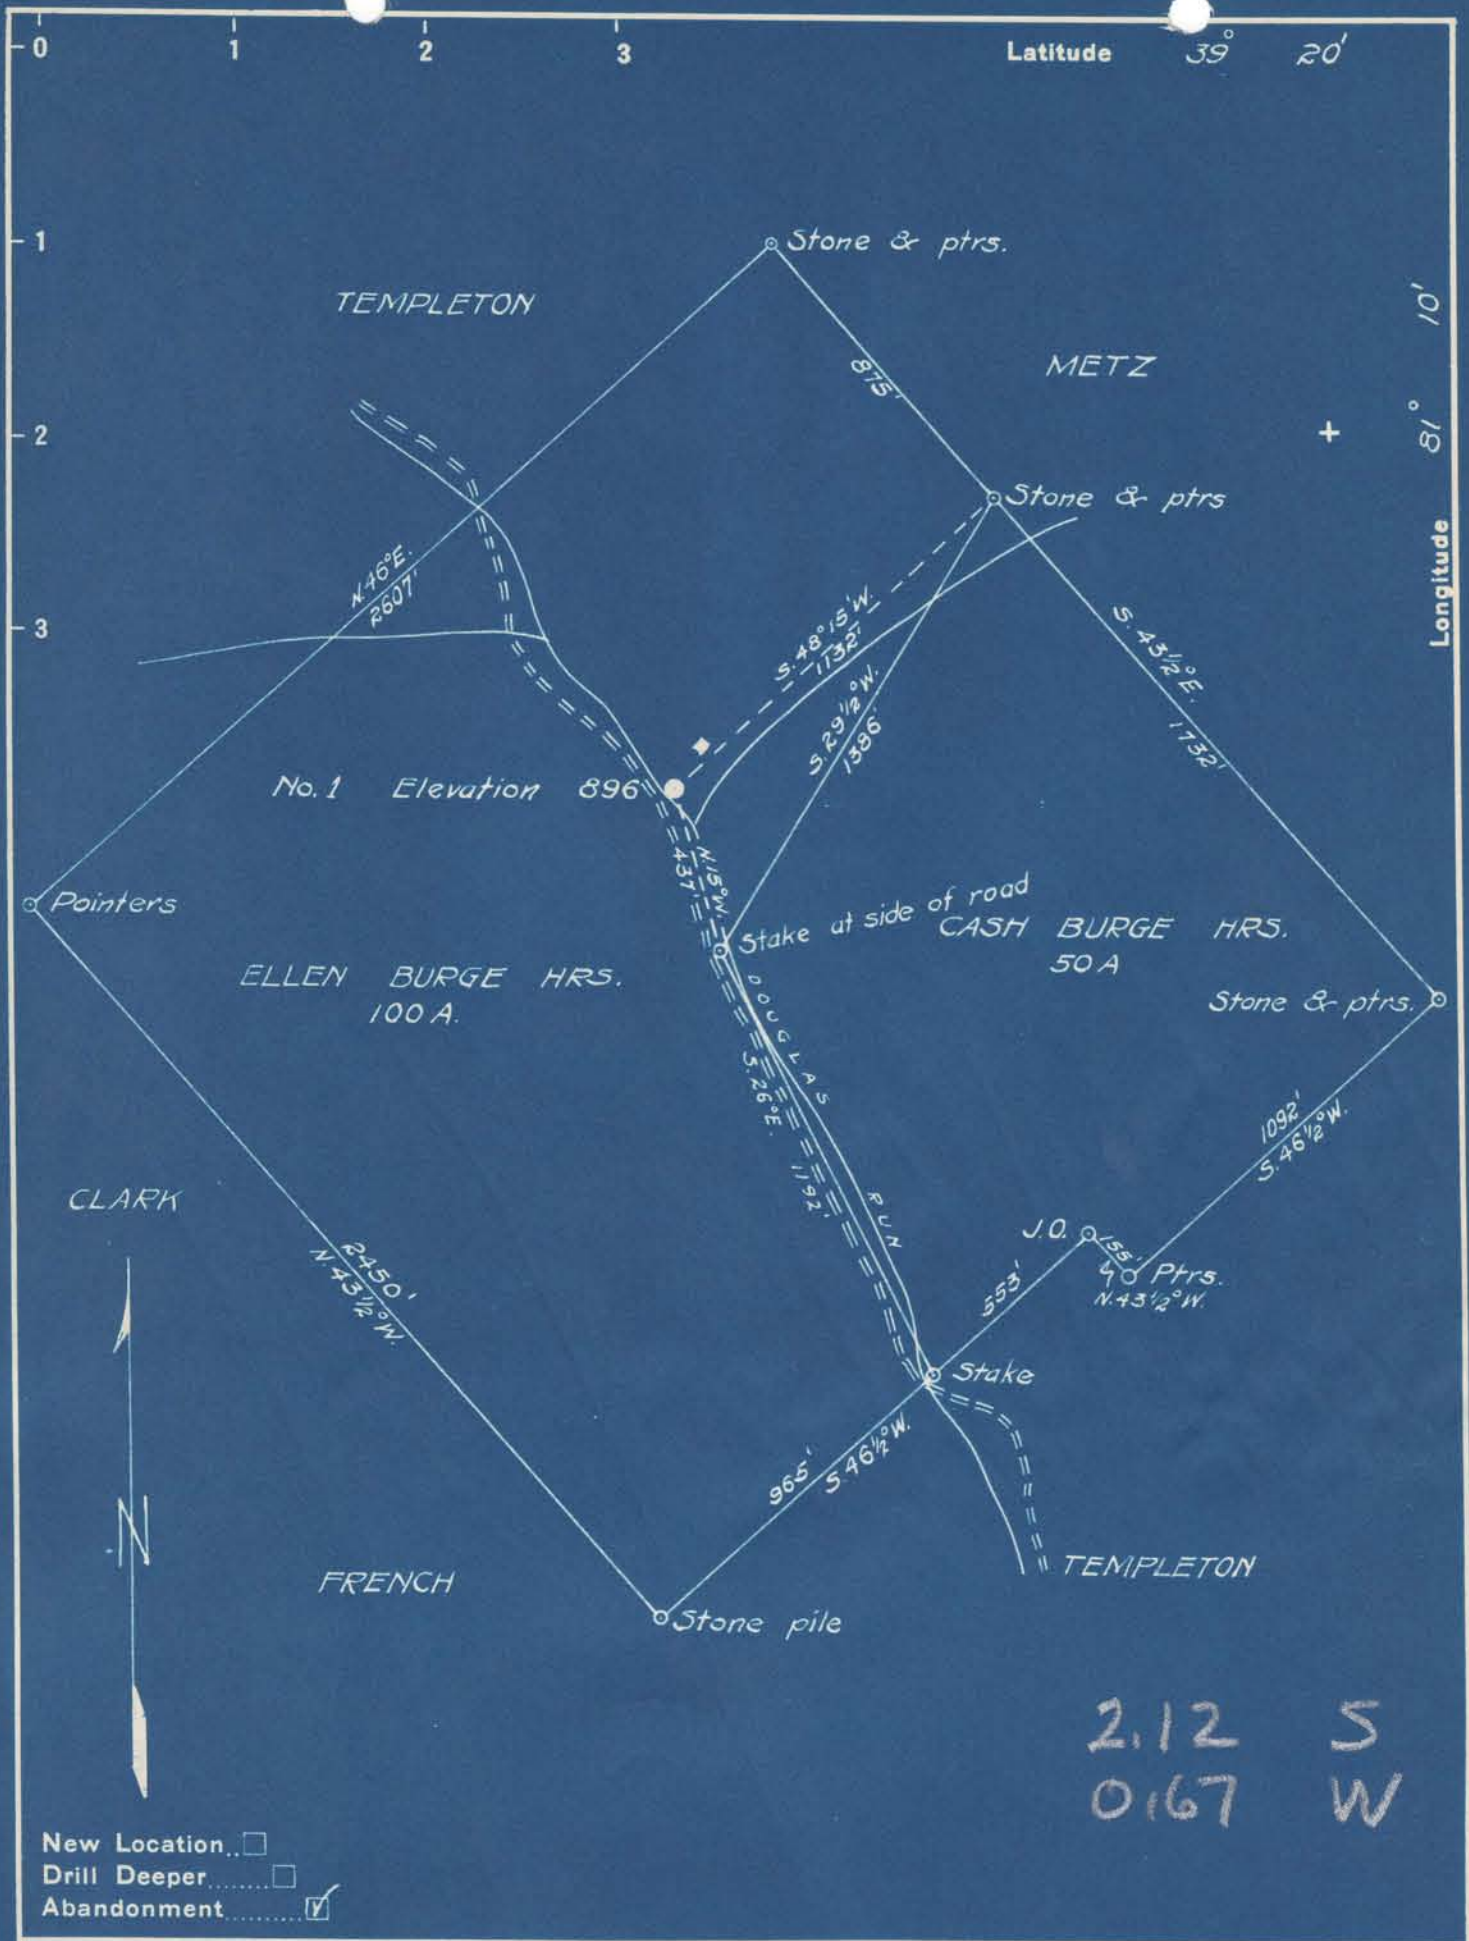 0 1 2 3 Latitude 39° 20'
1
2
3
Longitude 81° 10'
Stone & ptrs.
TEMPLETON
METZ
875'
Stone & ptrs
N.46°E.
2607'
S.48°15'W.
1132'
S.29½°W.
1386'
S.43½°E.
1732'
No.1 Elevation 896
N.15°W.
437'
Pointers
Stake at side of road
CASH BURGE HRS.
50 A
ELLEN BURGE HRS.
100 A.
Stone & ptrs.
DOUGLAS RUN
S.26°E. 1192'
1092'
S.46½°W.
CLARK
2450'
N.43½°W.
J.O.
155'
Ptrs.
N.43½°W.
553'
Stake
965'
S.46½°W.
N
FRENCH
TEMPLETON
Stone pile
2.12 S
0.67 W
New Location..
Drill Deeper........
Abandonment.........